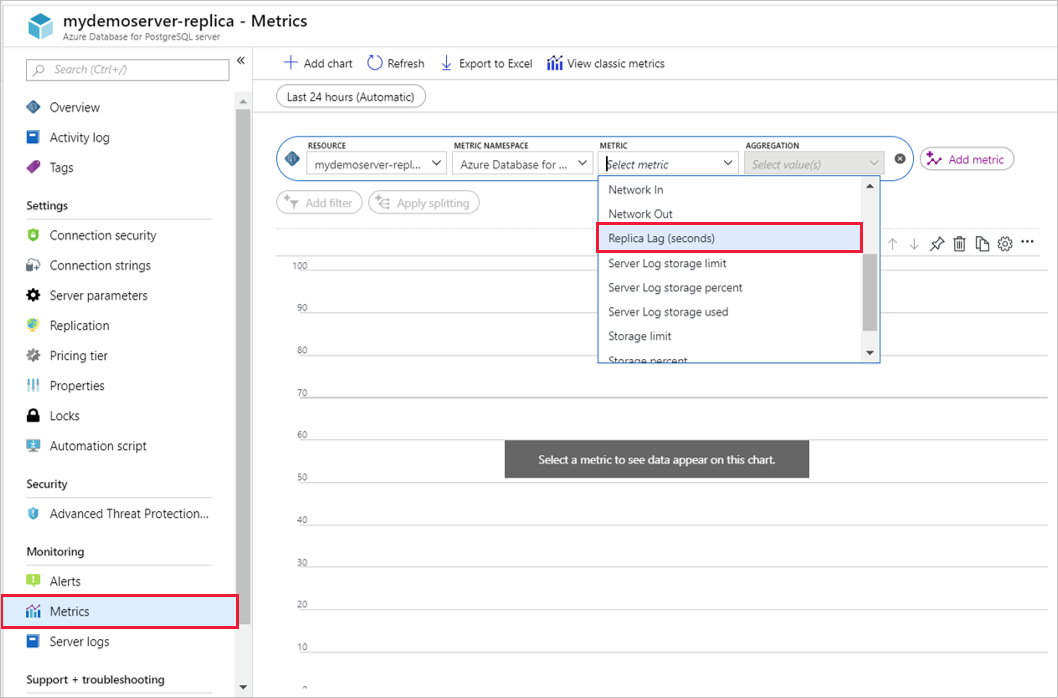 mydemoserver-replica - Metrics
Azure Database for PostgreSQL server
Search (Ctrl+/)
«
Overview
Activity log
Tags
Settings
Connection security
Connection strings
Server parameters
Replication
Pricing tier
Properties
Locks
Automation script
Security
Advanced Threat Protection...
Monitoring
Alerts
Metrics
Server logs
Support + troubleshooting
Add chart
Refresh
Export to Excel
View classic metrics
Last 24 hours (Automatic)
RESOURCE
mydemoserver-repl...
METRIC NAMESPACE
Azure Database for ...
METRIC
Select metric
AGGREGATION
Select value(s)
Add metric
Add filter
Apply splitting
Network In
Network Out
Replica Lag (seconds)
Server Log storage limit
Server Log storage percent
Server Log storage used
Storage limit
Storage percent
100
90
80
70
60
Select a metric to see data appear on this chart.
50
40
30
20
10